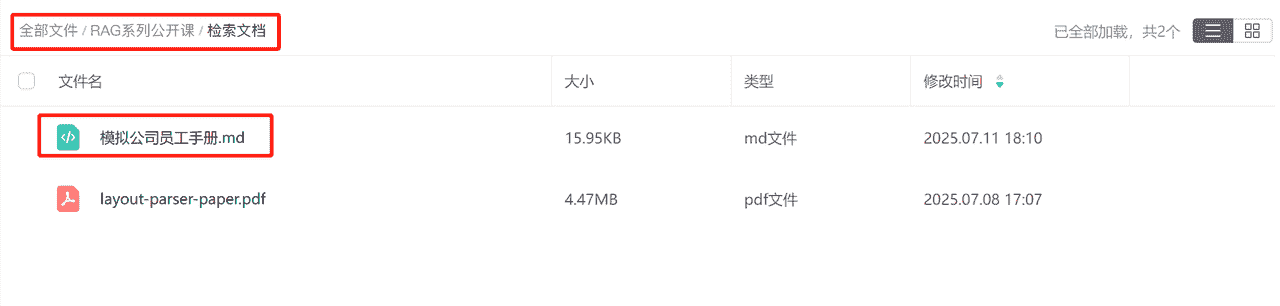 全部文件 / RAG系列公开课 / 检索文档 已全部加载，共2个
文件名 大小 类型 修改时间
模拟公司员工手册.md 15.95KB md文件 2025.07.11 18:10
layout-parser-paper.pdf 4.47MB pdf文件 2025.07.08 17:07